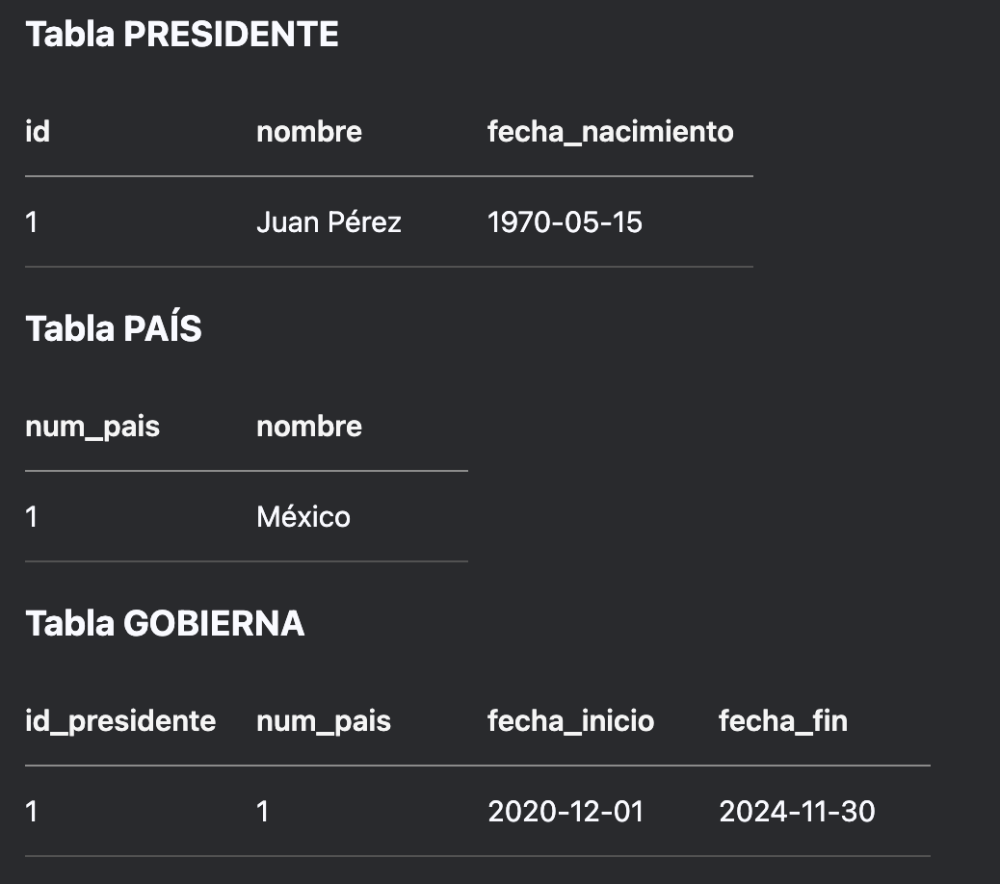 Tabla PRESIDENTE
id nombre fecha_nacimiento
1 Juan Pérez 1970-05-15
Tabla PAÍS
num_pais nombre
1 México
Tabla GOBIERNA
id_presidente num_pais fecha_inicio fecha_fin
1 1 2020-12-01 2024-11-30